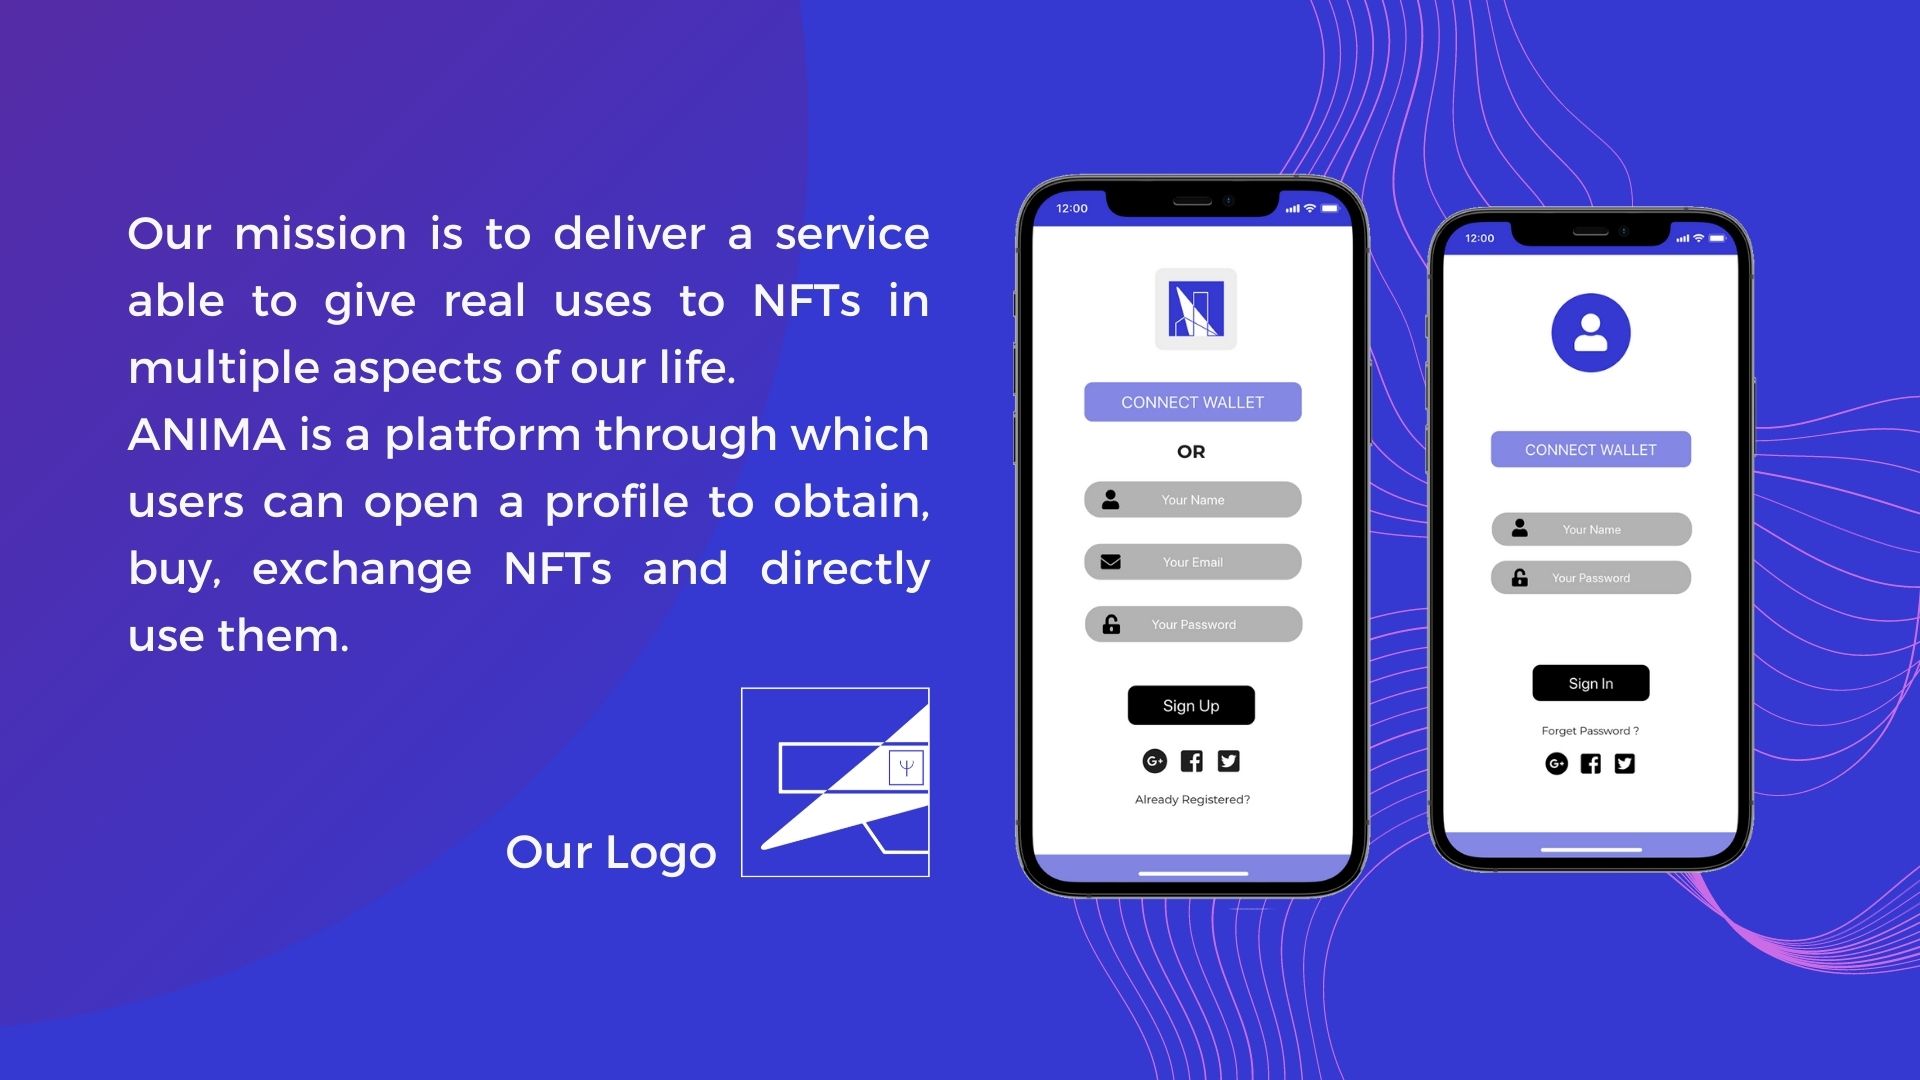 Our mission is to deliver a service
able to give real uses to NFTs in
multiple aspects of our life.
ANIMA is a platform through which
users can open a profile to obtain,
buy, exchange NFTs and directly
use them.
Ψ
Our Logo
12:00
CONNECT WALLET
OR
Your Name
Your Email
Your Password
Sign Up
G+
Already Registered?
12:00
CONNECT WALLET
Your Name
Your Password
Sign In
Forget Password ?
G+